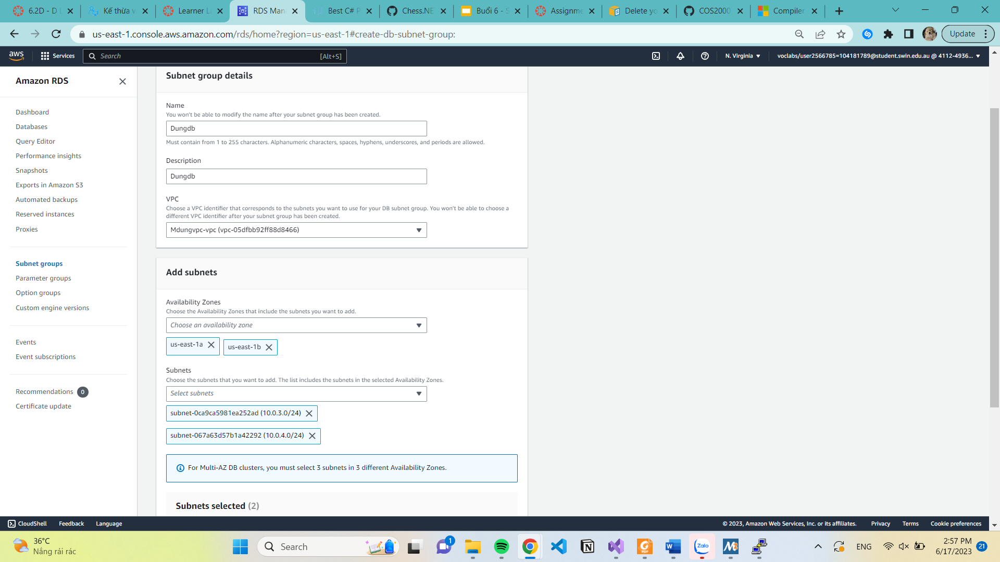 6.2D - D L
Kế thừa v
Learner L
RDS Man
Best C# P
Chess.NE
Buổi 6 - S
Assignme
Delete yo
COS2000
Compiler
us-east-1.console.aws.amazon.com/rds/home?region=us-east-1#create-db-subnet-group:
Update
aws
Services
Search
[Alt+S]
N. Virginia
voclabs/user2566785=104181789@student.swin.edu.au @ 4112-4936...
Amazon RDS
Dashboard
Databases
Query Editor
Performance insights
Snapshots
Exports in Amazon S3
Automated backups
Reserved instances
Proxies
Subnet groups
Parameter groups
Option groups
Custom engine versions
Events
Event subscriptions
Recommendations 0
Certificate update
Subnet group details
Name
You won't be able to modify the name after your subnet group has been created.
Dungdb
Must contain from 1 to 255 characters. Alphanumeric characters, spaces, hyphens, underscores, and periods are allowed.
Description
Dungdb
VPC
Choose a VPC identifier that corresponds to the subnets you want to use for your DB subnet group. You won't be able to choose a
different VPC identifier after your subnet group has been created.
Mdungvpc-vpc (vpc-05dfbb92ff88d8466)
Add subnets
Availability Zones
Choose the Availability Zones that include the subnets you want to add.
Choose an availability zone
us-east-1a
us-east-1b
Subnets
Choose the subnets that you want to add. The list includes the subnets in the selected Availability Zones.
Select subnets
subnet-0ca9ca5981ea252ad (10.0.3.0/24)
subnet-067a63d57b1a42292 (10.0.4.0/24)
For Multi-AZ DB clusters, you must select 3 subnets in 3 different Availability Zones.
Subnets selected (2)
CloudShell
Feedback
Language
© 2023, Amazon Web Services, Inc. or its affiliates.
Privacy
Terms
Cookie preferences
36°C
Nắng rải rác
Search
1
PDF
Zalo
ENG
2:57 PM
6/17/2023
21